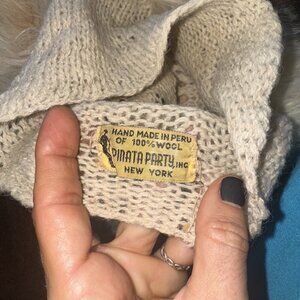 HAND MADE IN PERU
OF 100% WOOL
PINATA PARTY, INC
NEW YORK